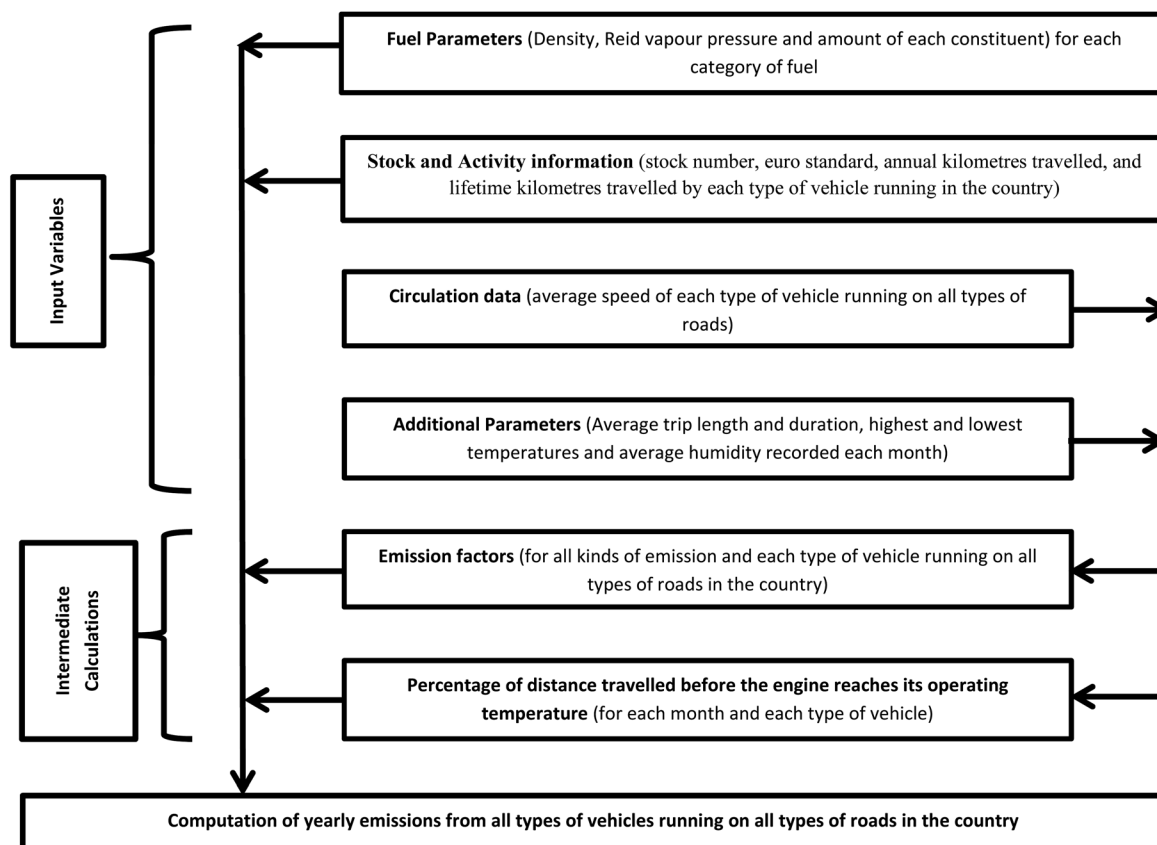 Fuel Parameters (Density, Reid vapour pressure and amount of each constituent) for each
category of fuel
Stock and Activity information (stock number, euro standard, annual kilometres travelled, and
lifetime kilometres travelled by each type of vehicle running in the country)
Input Variables
Circulation data (average speed of each type of vehicle running on all types of
roads)
Additional Parameters (Average trip length and duration, highest and lowest
temperatures and average humidity recorded each month)
Intermediate
Calculations
Emission factors (for all kinds of emission and each type of vehicle running on all
types of roads in the country)
Percentage of distance travelled before the engine reaches its operating
temperature (for each month and each type of vehicle)
Computation of yearly emissions from all types of vehicles running on all types of roads in the country